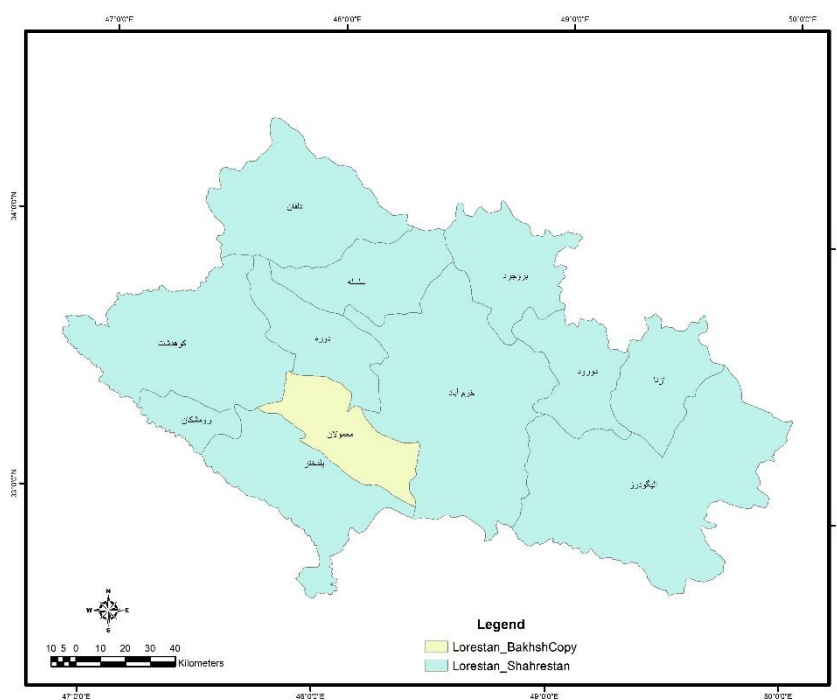 47°0'0"E 48°0'0"E 49°0'0"E 50°0'0"E
34°0'0"N
33°0'0"N
دلفان
بروجرد
سلسله
کوهدشت
دوره
دورود
ازنا
خرم آباد
رومشکان
معمولان
پلدختر
الیگودرز
N
W E
S
Legend
Lorestan_BakhshCopy
Lorestan_Shahrestan
10 5 0 10 20 30 40
Kilometers
47°0'0"E 48°0'0"E 49°0'0"E 50°0'0"E